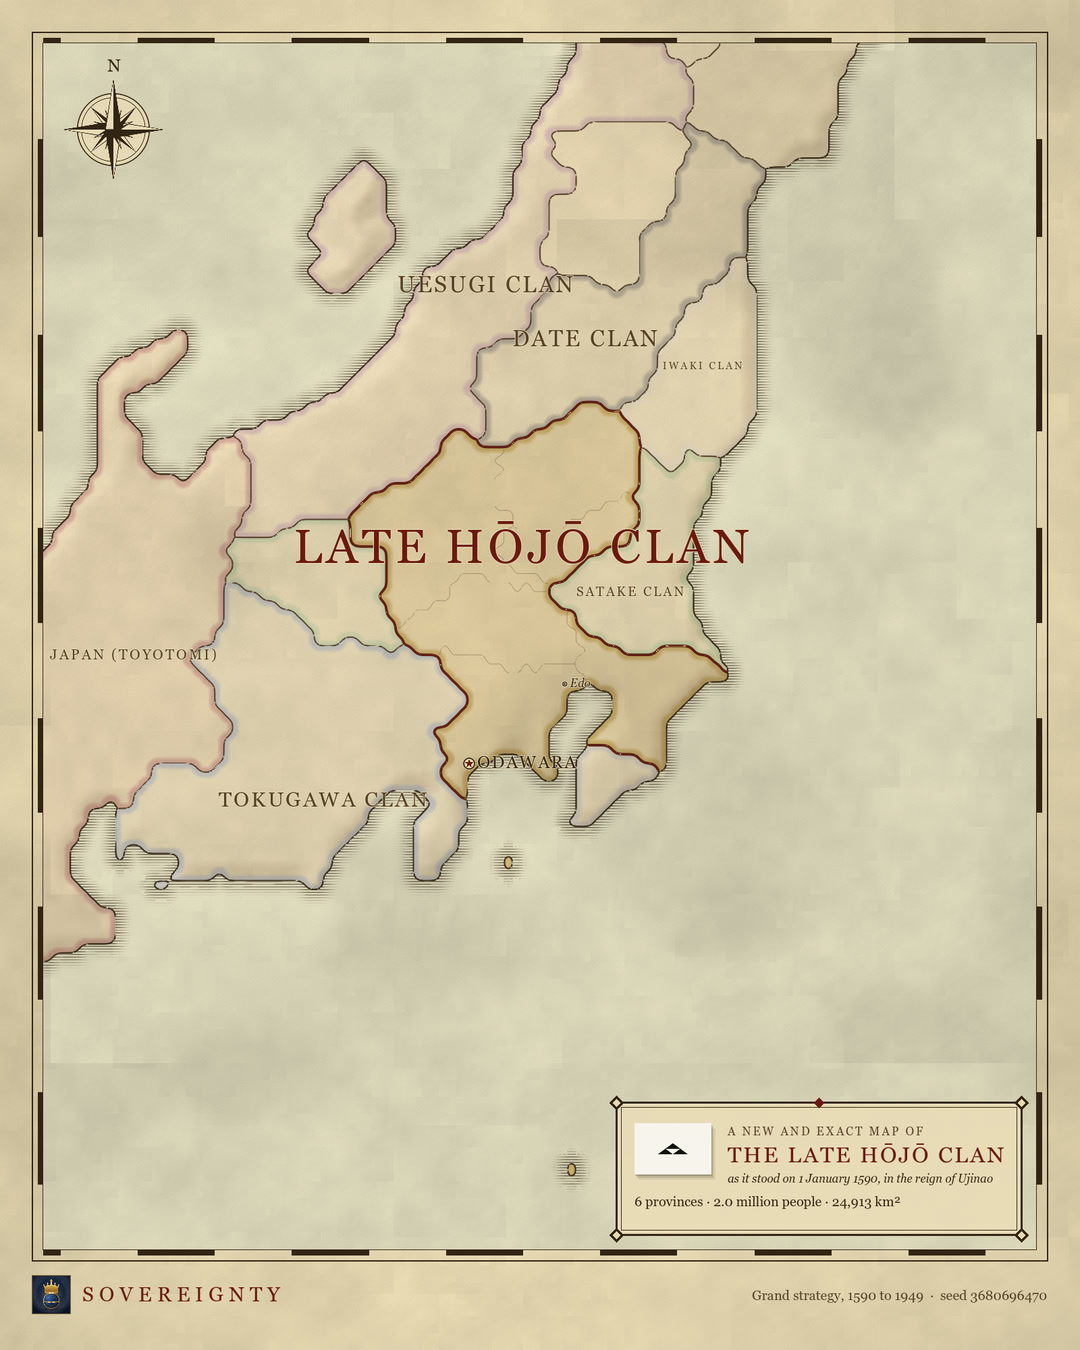 N
UESUGI CLAN
DATE CLAN
IWAKI CLAN
LATE HŌJŌ CLAN
SATAKE CLAN
JAPAN (TOYOTOMI)
Edo
ODAWARA
TOKUGAWA CLAN
A NEW AND EXACT MAP OF
THE LATE HŌJŌ CLAN
as it stood on 1 January 1590, in the reign of Ujinao
6 provinces · 2.0 million people · 24,913 km²
SOVEREIGNTY
Grand strategy, 1590 to 1949 · seed 3680696470